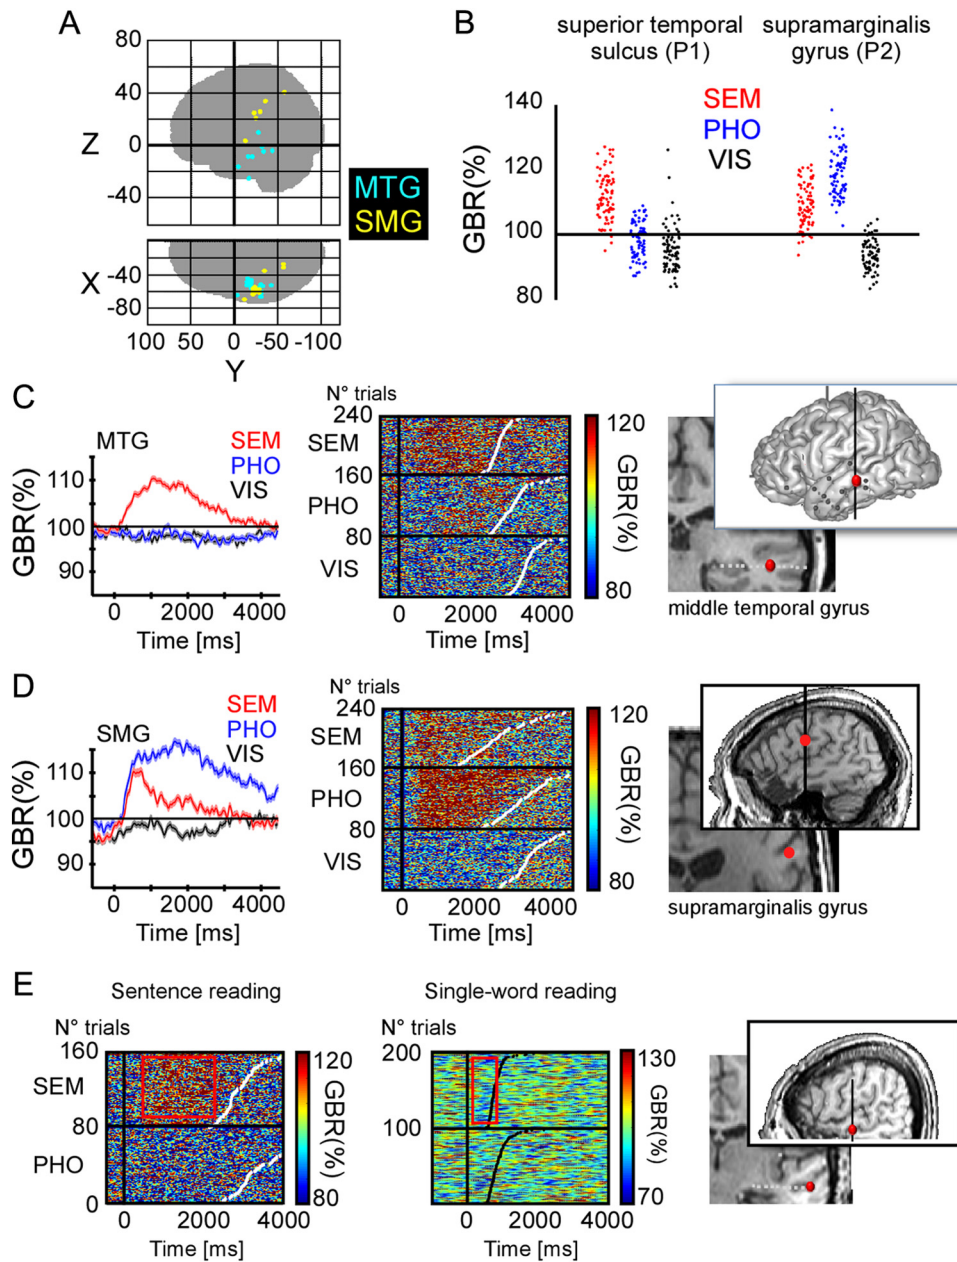 A
80
40
Z
0
-40
X
-40
-80
100 50 0 -50 -100
Y
MTG
SMG
B
superior temporal sulcus (P1)
supramarginalis gyrus (P2)
SEM
PHO
VIS
GBR(%)
140
120
100
80
C
MTG
SEM
PHO
VIS
GBR(%)
110
100
90
0 2000 4000
Time [ms]
N° trials
240
SEM
160
PHO
80
VIS
0 2000 4000
Time [ms]
120
GBR(%)
80
middle temporal gyrus
D
SMG
SEM
PHO
VIS
GBR(%)
110
100
90
0 2000 4000
Time [ms]
N° trials
240
SEM
160
PHO
80
VIS
0 2000 4000
Time [ms]
120
GBR(%)
80
supramarginalis gyrus
E
Sentence reading
N° trials
160
SEM
80
PHO
0
0 2000 4000
Time [ms]
120
GBR(%)
80
Single-word reading
N° trials
200
100
0
0 1000 2000 3000 4000
Time [ms]
130
GBR(%)
70